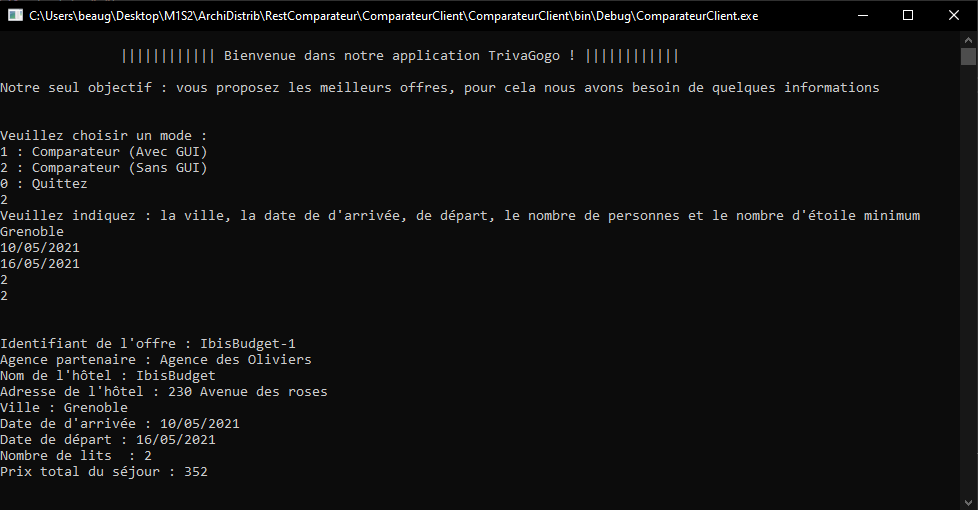 C:\Users\beaug\Desktop\M1S2\ArchiDistrib\RestComparateur\ComparateurClient\ComparateurClient\bin\Debug\ComparateurClient.exe
|||||||||||| Bienvenue dans notre application TrivaGogo ! ||||||||||||
Notre seul objectif : vous proposez les meilleurs offres, pour cela nous avons besoin de quelques informations
Veuillez choisir un mode :
1 : Comparateur (Avec GUI)
2 : Comparateur (Sans GUI)
0 : Quittez
2
Veuillez indiquez : la ville, la date de d'arrivée, de départ, le nombre de personnes et le nombre d'étoile minimum
Grenoble
10/05/2021
16/05/2021
2
2
Identifiant de l'offre : IbisBudget-1
Agence partenaire : Agence des Oliviers
Nom de l'hôtel : IbisBudget
Adresse de l'hôtel : 230 Avenue des roses
Ville : Grenoble
Date de d'arrivée : 10/05/2021
Date de départ : 16/05/2021
Nombre de lits  : 2
Prix total du séjour : 352